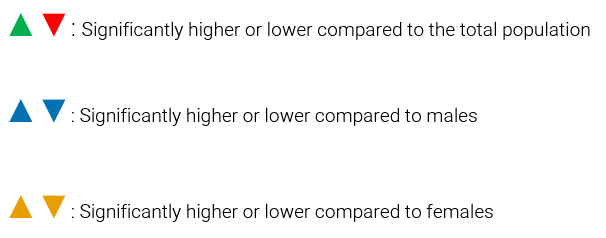 : Significantly higher or lower compared to the total population
: Significantly higher or lower compared to males
: Significantly higher or lower compared to females